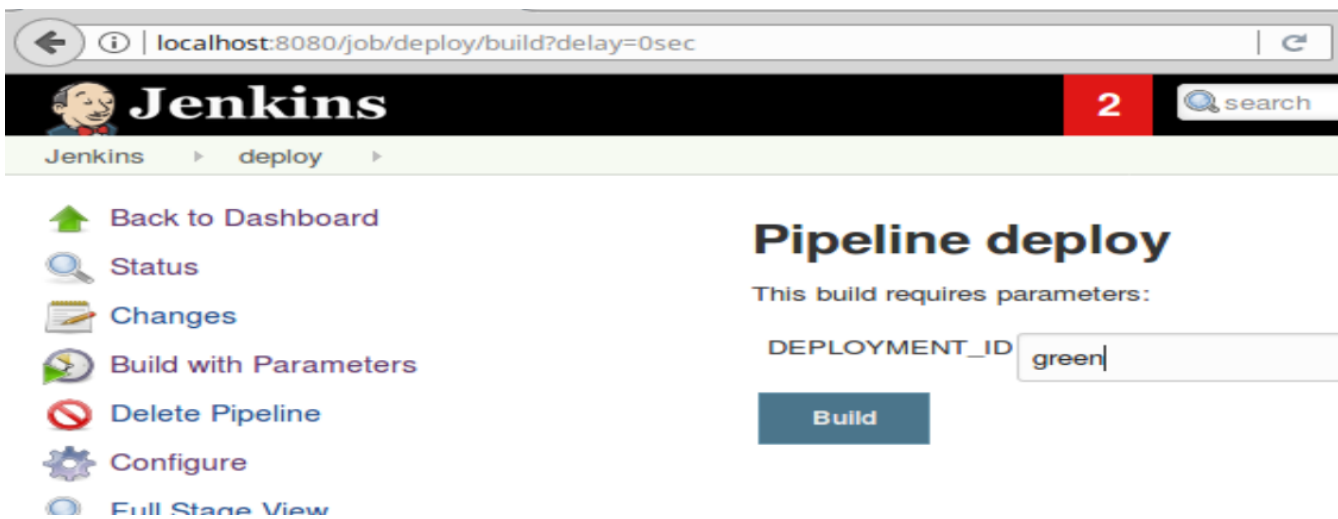 localhost:8080/job/deploy/build?delay=0sec
Jenkins
2
search
Jenkins deploy
Back to Dashboard
Status
Changes
Build with Parameters
Delete Pipeline
Configure
Full Stage View
Pipeline deploy
This build requires parameters:
DEPLOYMENT_ID green
Build